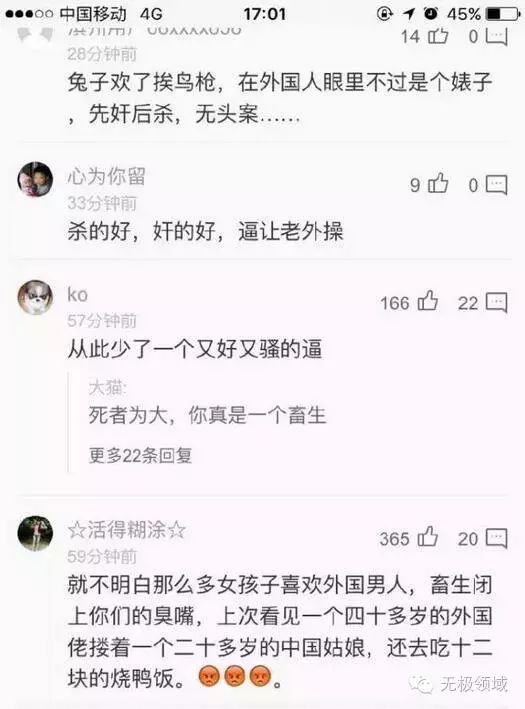 中国移动 4G 17:01 45%
14 0
28分钟前
兔子欢了挨鸟枪，在外国人眼里不过是个婊子
，先奸后杀，无头案……
心为你留 9 0
33分钟前
杀的好，奸的好，逼让老外操
ko 166 22
57分钟前
从此少了一个又好又骚的逼
大猫:
死者为大，你真是一个畜生
更多22条回复
☆活得糊涂☆ 365 20
59分钟前
就不明白那么多女孩子喜欢外国男人，畜生闭
上你们的臭嘴，上次看见一个四十多岁的外国
佬搂着一个二十多岁的中国姑娘，还去吃十二
块的烧鸭饭。😡😡😡。
无极领域